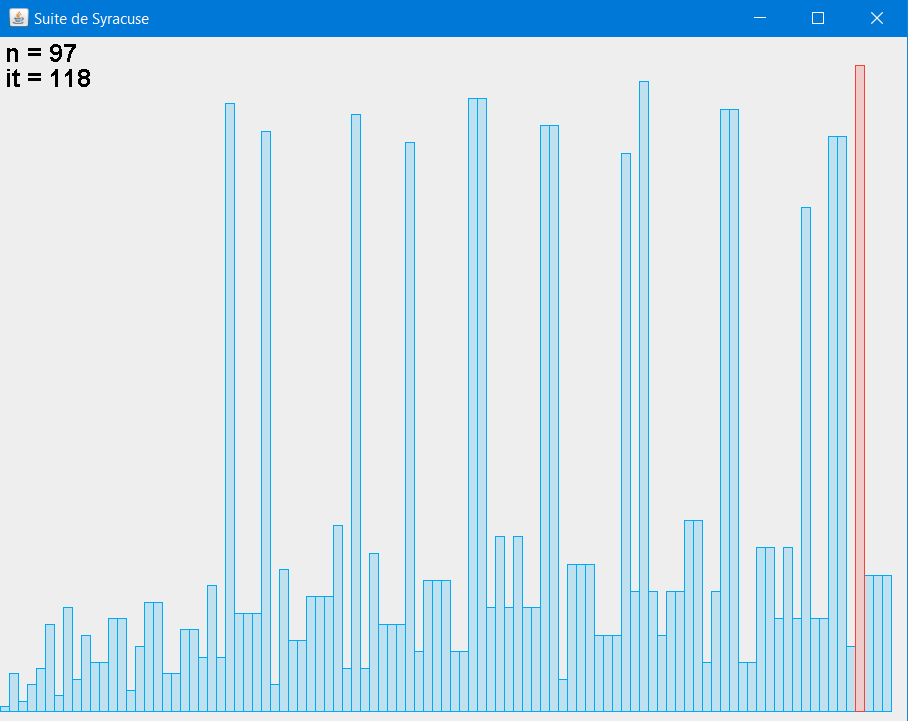 Suite de Syracuse
n = 97
it = 118